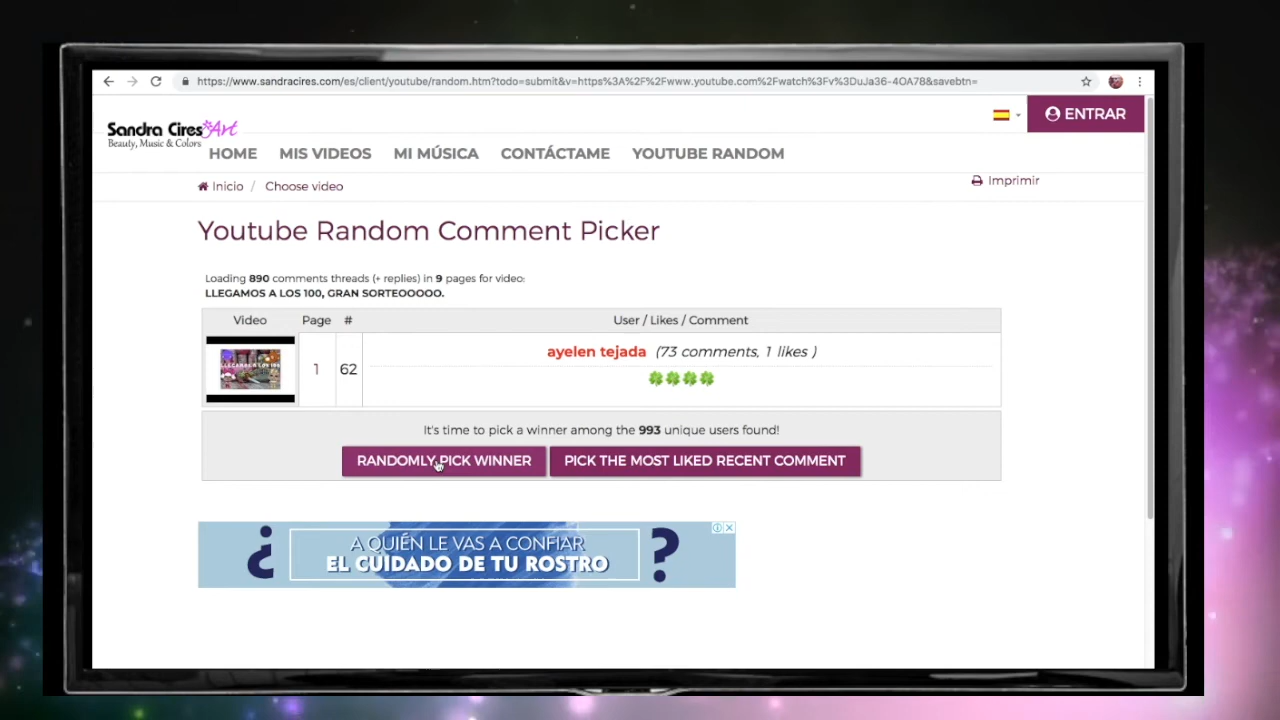 https://www.sandracires.com/es/client/youtube/random.htm?todo=submit&v=https%3A%2F%2Fwww.youtube.com%2Fwatch%3Fv%3DuJa36-4OA78&savebtn=
ENTRAR
Sandra Cires Art
Beauty, Music & Colors
HOME MIS VIDEOS MI MÚSICA CONTÁCTAME YOUTUBE RANDOM
Inicio / Choose video
Imprimir
Youtube Random Comment Picker
Loading 890 comments threads (+ replies) in 9 pages for video:
LLEGAMOS A LOS 100, GRAN SORTEOOOOO.
Video Page # User / Likes / Comment
LLEGAMOS A LOS 100
1 62
ayelen tejada (73 comments, 1 likes )
It's time to pick a winner among the 993 unique users found!
RANDOMLY PICK WINNER PICK THE MOST LIKED RECENT COMMENT
¿ A QUIÉN LE VAS A CONFIAR
EL CUIDADO DE TU ROSTRO ?